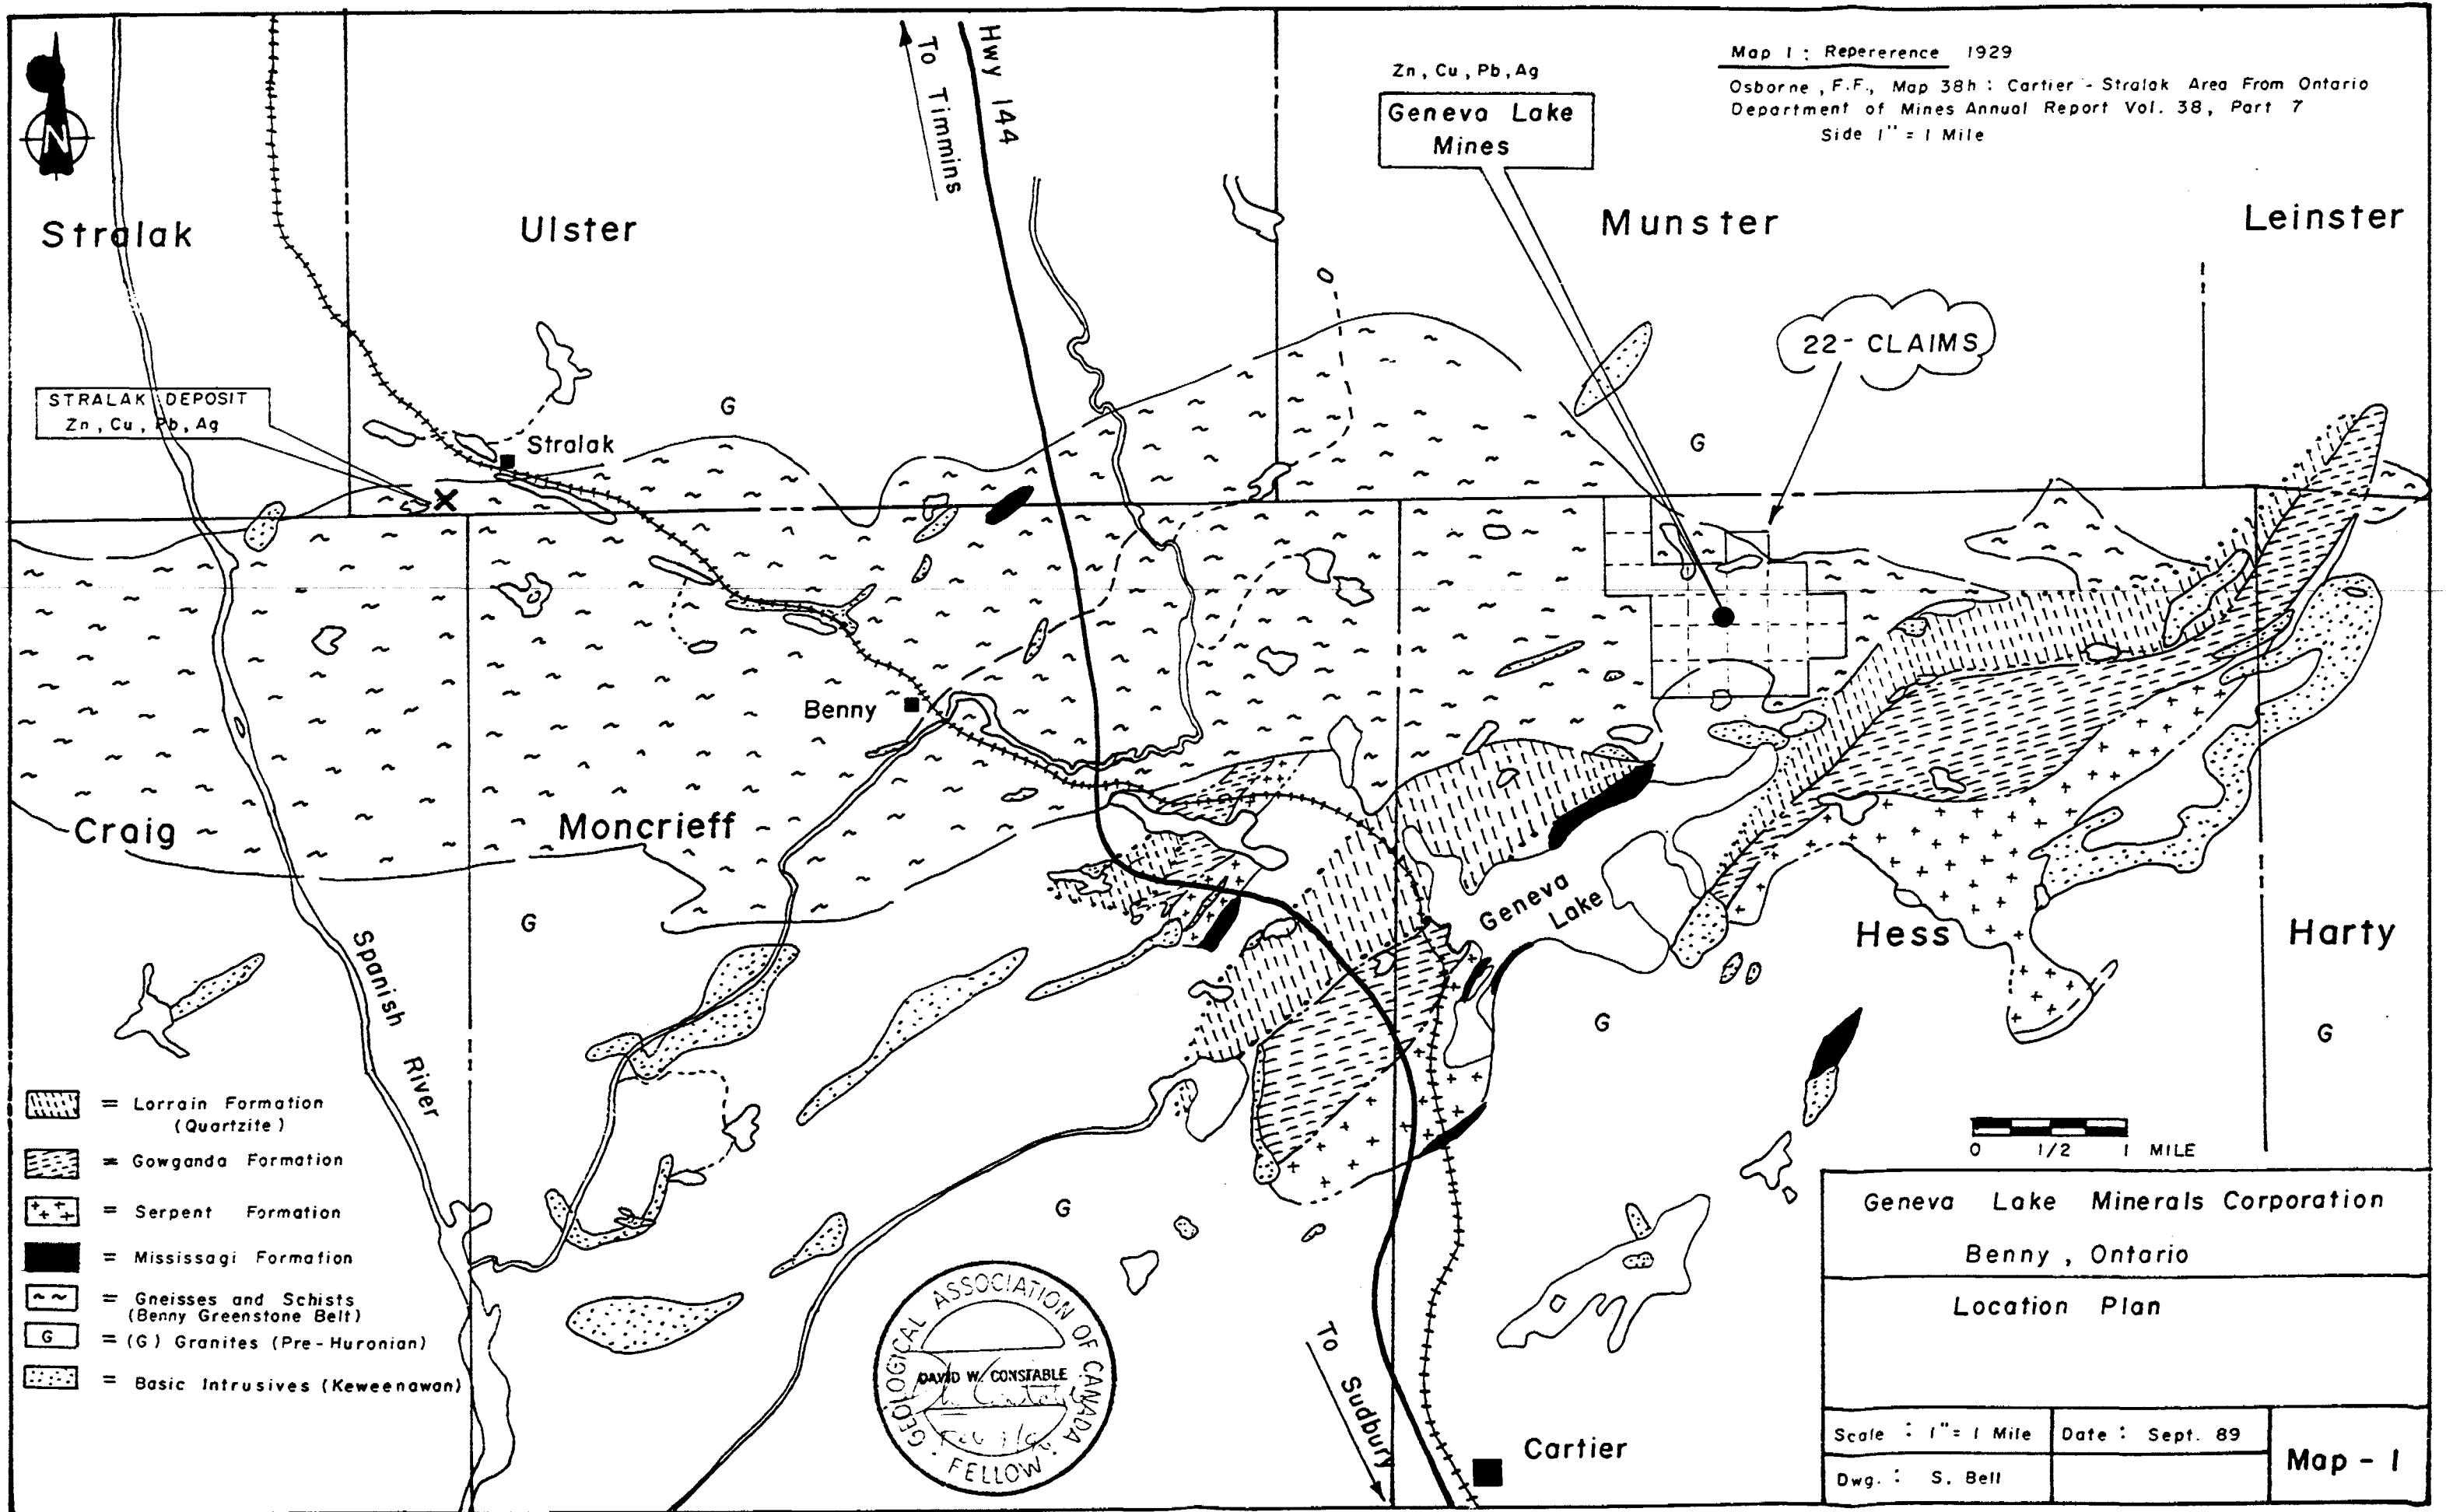 Map 1 : Repererence 1929
Osborne, F.F., Map 38h : Cartier - Stralak Area From Ontario
Department of Mines Annual Report Vol. 38, Part 7
Side 1" = 1 Mile
Hwy 144
To Timmins
Zn, Cu, Pb, Ag
Geneva Lake
Mines
N
Stralak
Ulster
Munster
Leinster
22- CLAIMS
STRALAK DEPOSIT
Zn, Cu, Pb, Ag
G
Stralak
G
Benny
Craig
Moncrieff
Geneva
Lake
Hess
Harty
G
Spanish River
G
G
G
= Lorrain Formation
(Quartzite)
= Gowganda Formation
= Serpent Formation
= Mississagi Formation
= Gneisses and Schists
(Benny Greenstone Belt)
G = (G) Granites (Pre-Huronian)
= Basic Intrusives (Keweenawan)
0 1/2 1 MILE
GEOLOGICAL ASSOCIATION OF CANADA
DAVID W. CONSTABLE
FELLOW
To Sudbury
Cartier
Geneva Lake Minerals Corporation
Benny, Ontario
Location Plan
Scale : 1" = 1 Mile
Date : Sept. 89
Dwg. : S. Bell
Map - 1